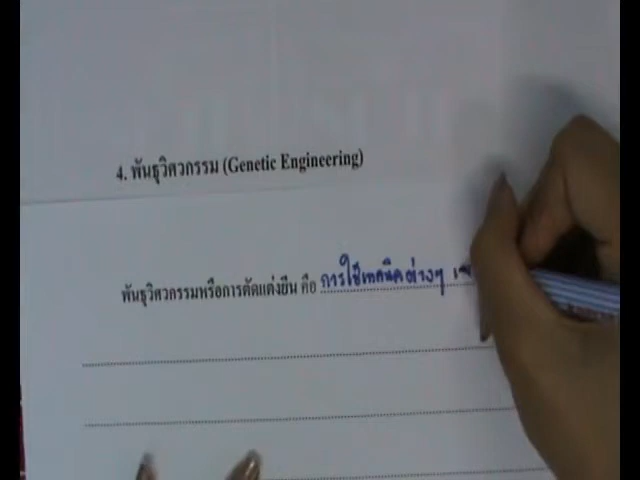 4. พันธุวิศวกรรม (Genetic Engineering)
พันธุวิศวกรรมหรือการตัดแต่งยีน คือ การใช้เทคนิคต่างๆ